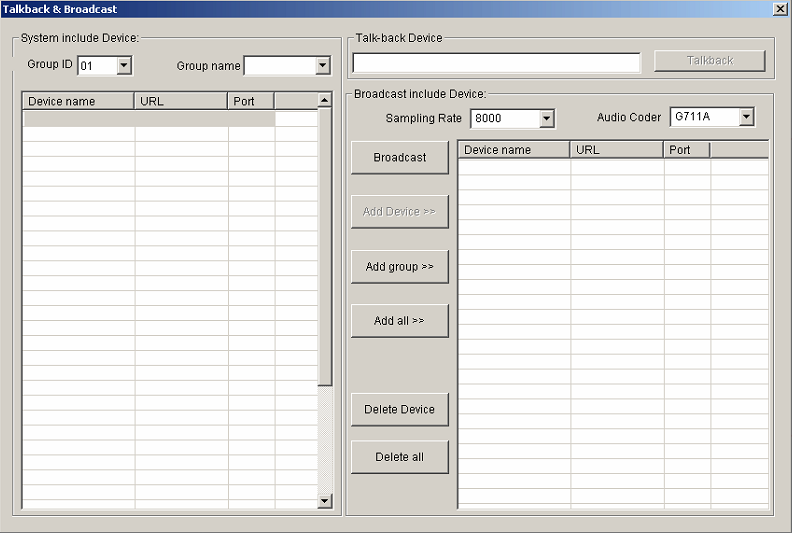 Talkback & Broadcast
System include Device:
Group ID 01 Group name
Device name URL Port
Talk-back Device
Talkback
Broadcast include Device:
Sampling Rate 8000 Audio Coder G711A
Broadcast
Add Device >>
Add group >>
Add all >>
Delete Device
Delete all
Device name URL Port